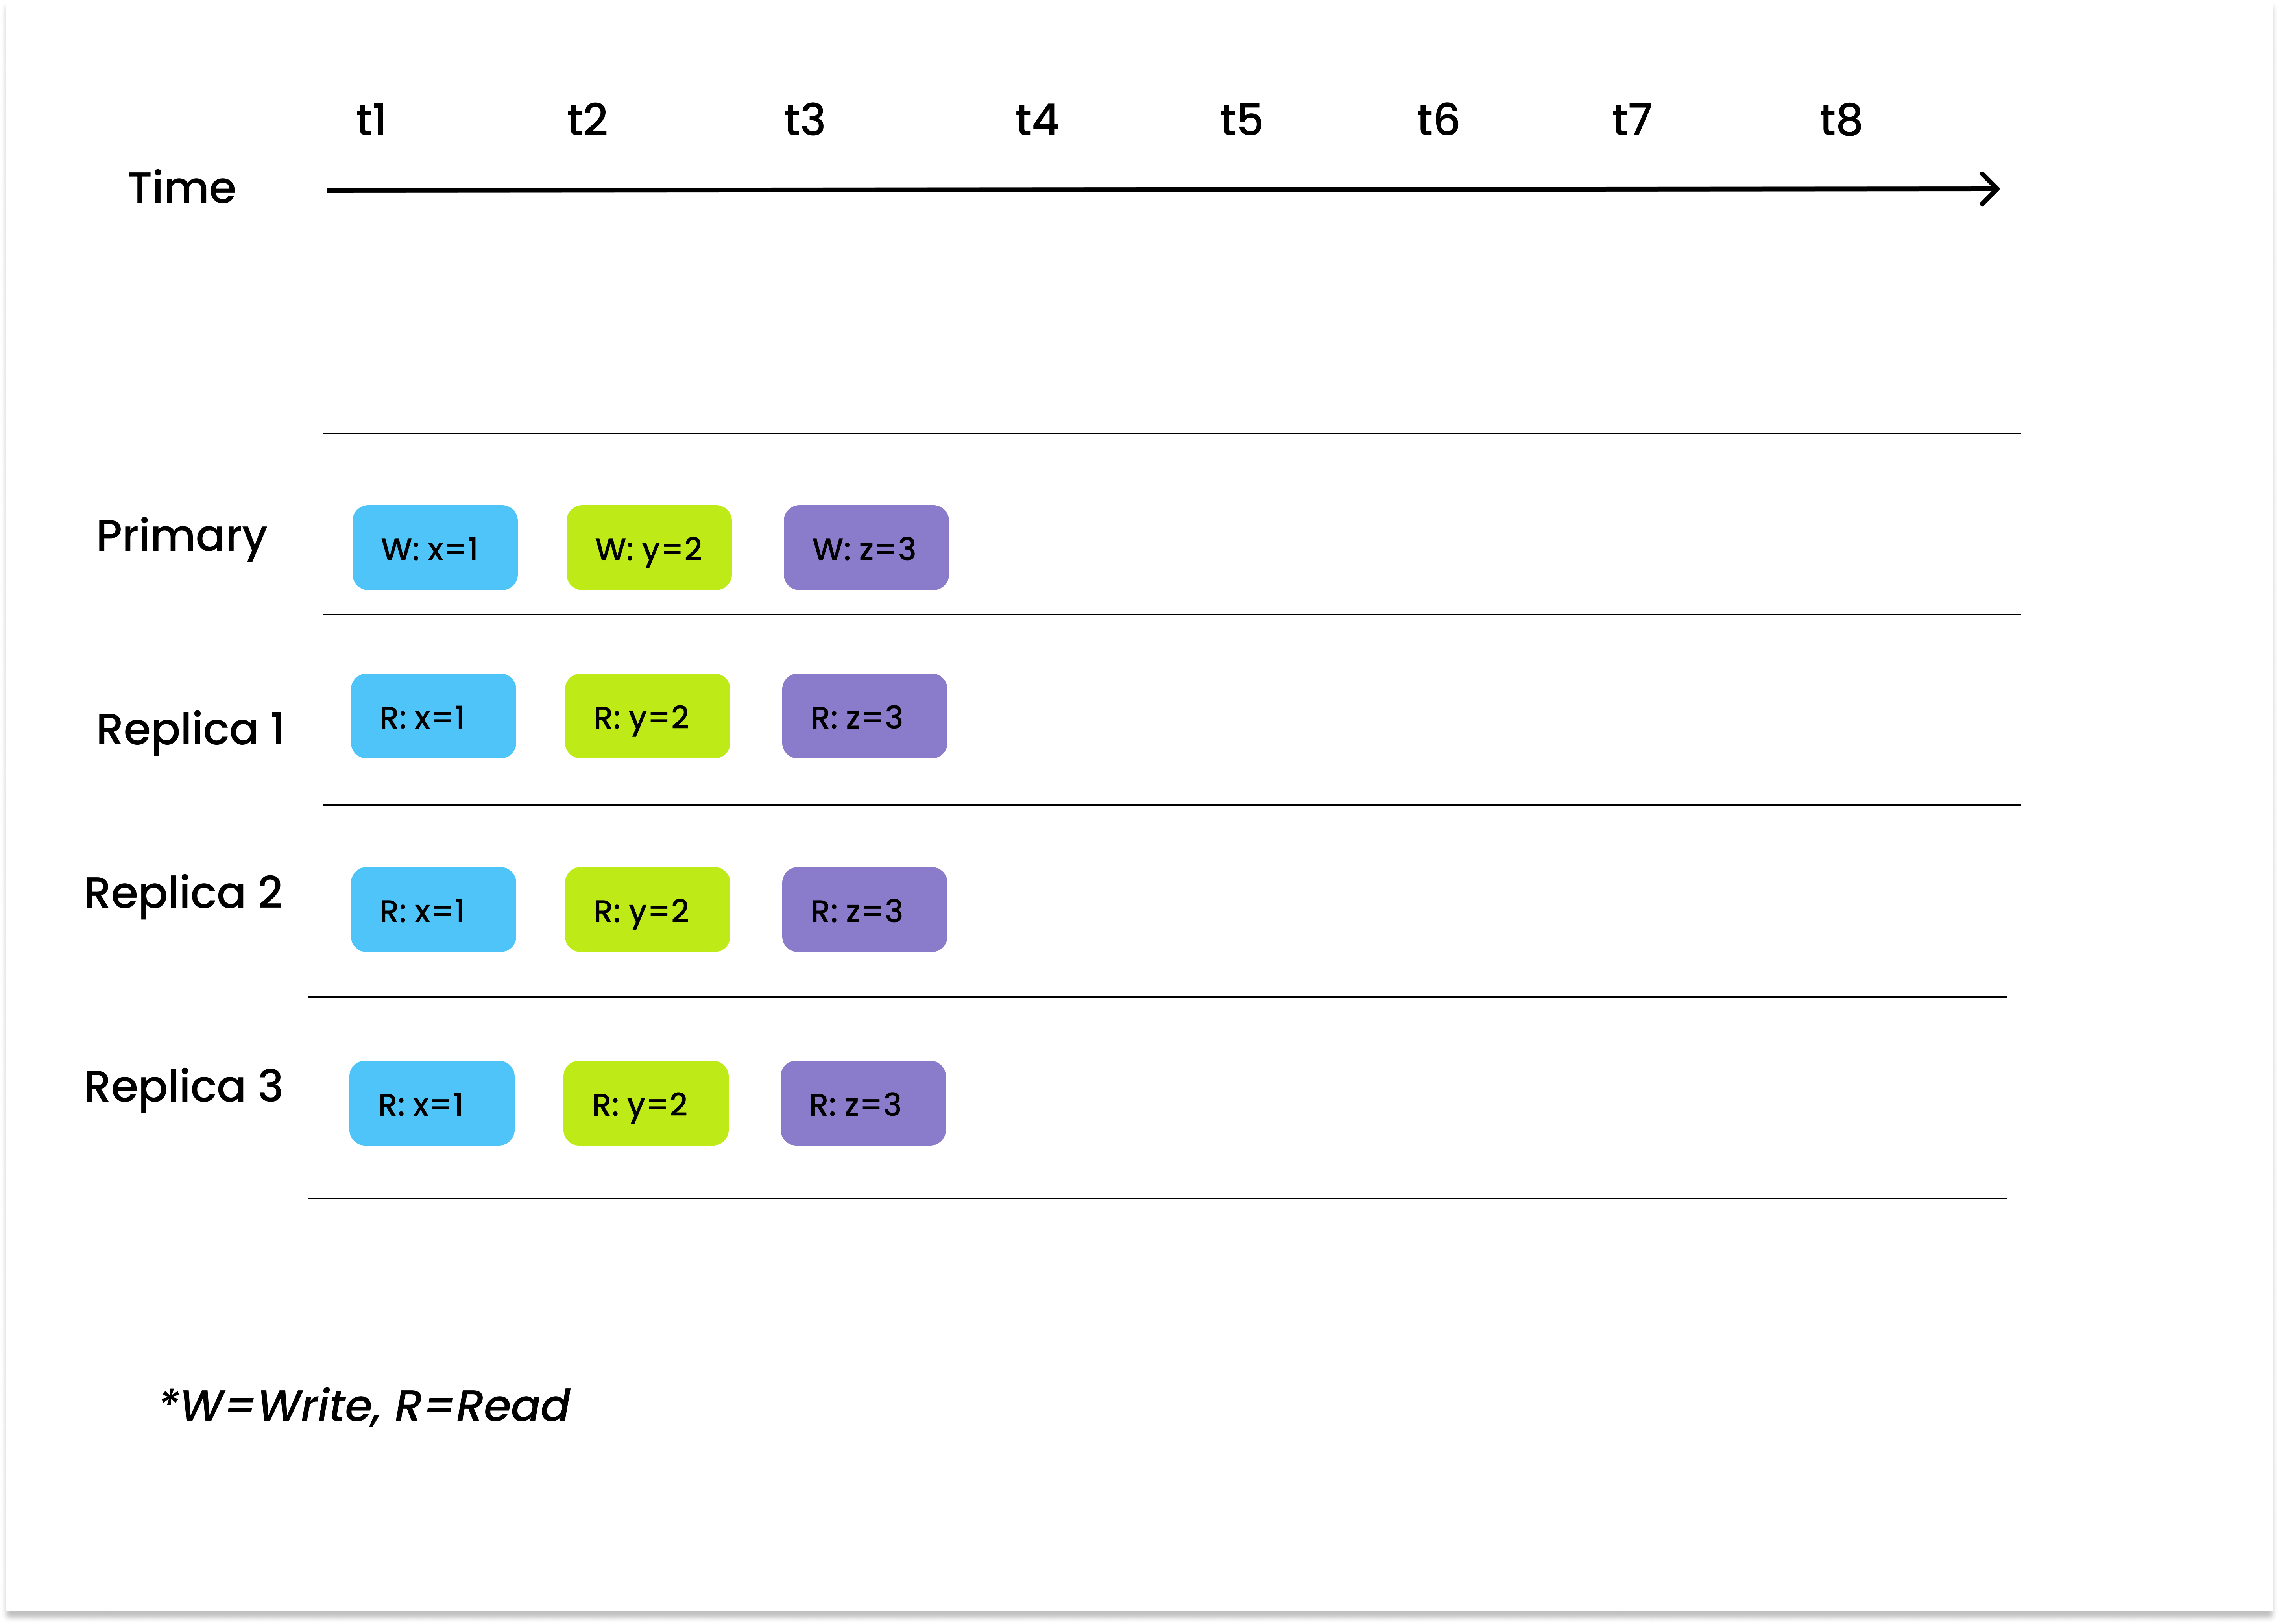 t1 t2 t3 t4 t5 t6 t7 t8
Time
Primary W: x=1 W: y=2 W: z=3
Replica 1 R: x=1 R: y=2 R: z=3
Replica 2 R: x=1 R: y=2 R: z=3
Replica 3 R: x=1 R: y=2 R: z=3
*W=Write, R=Read